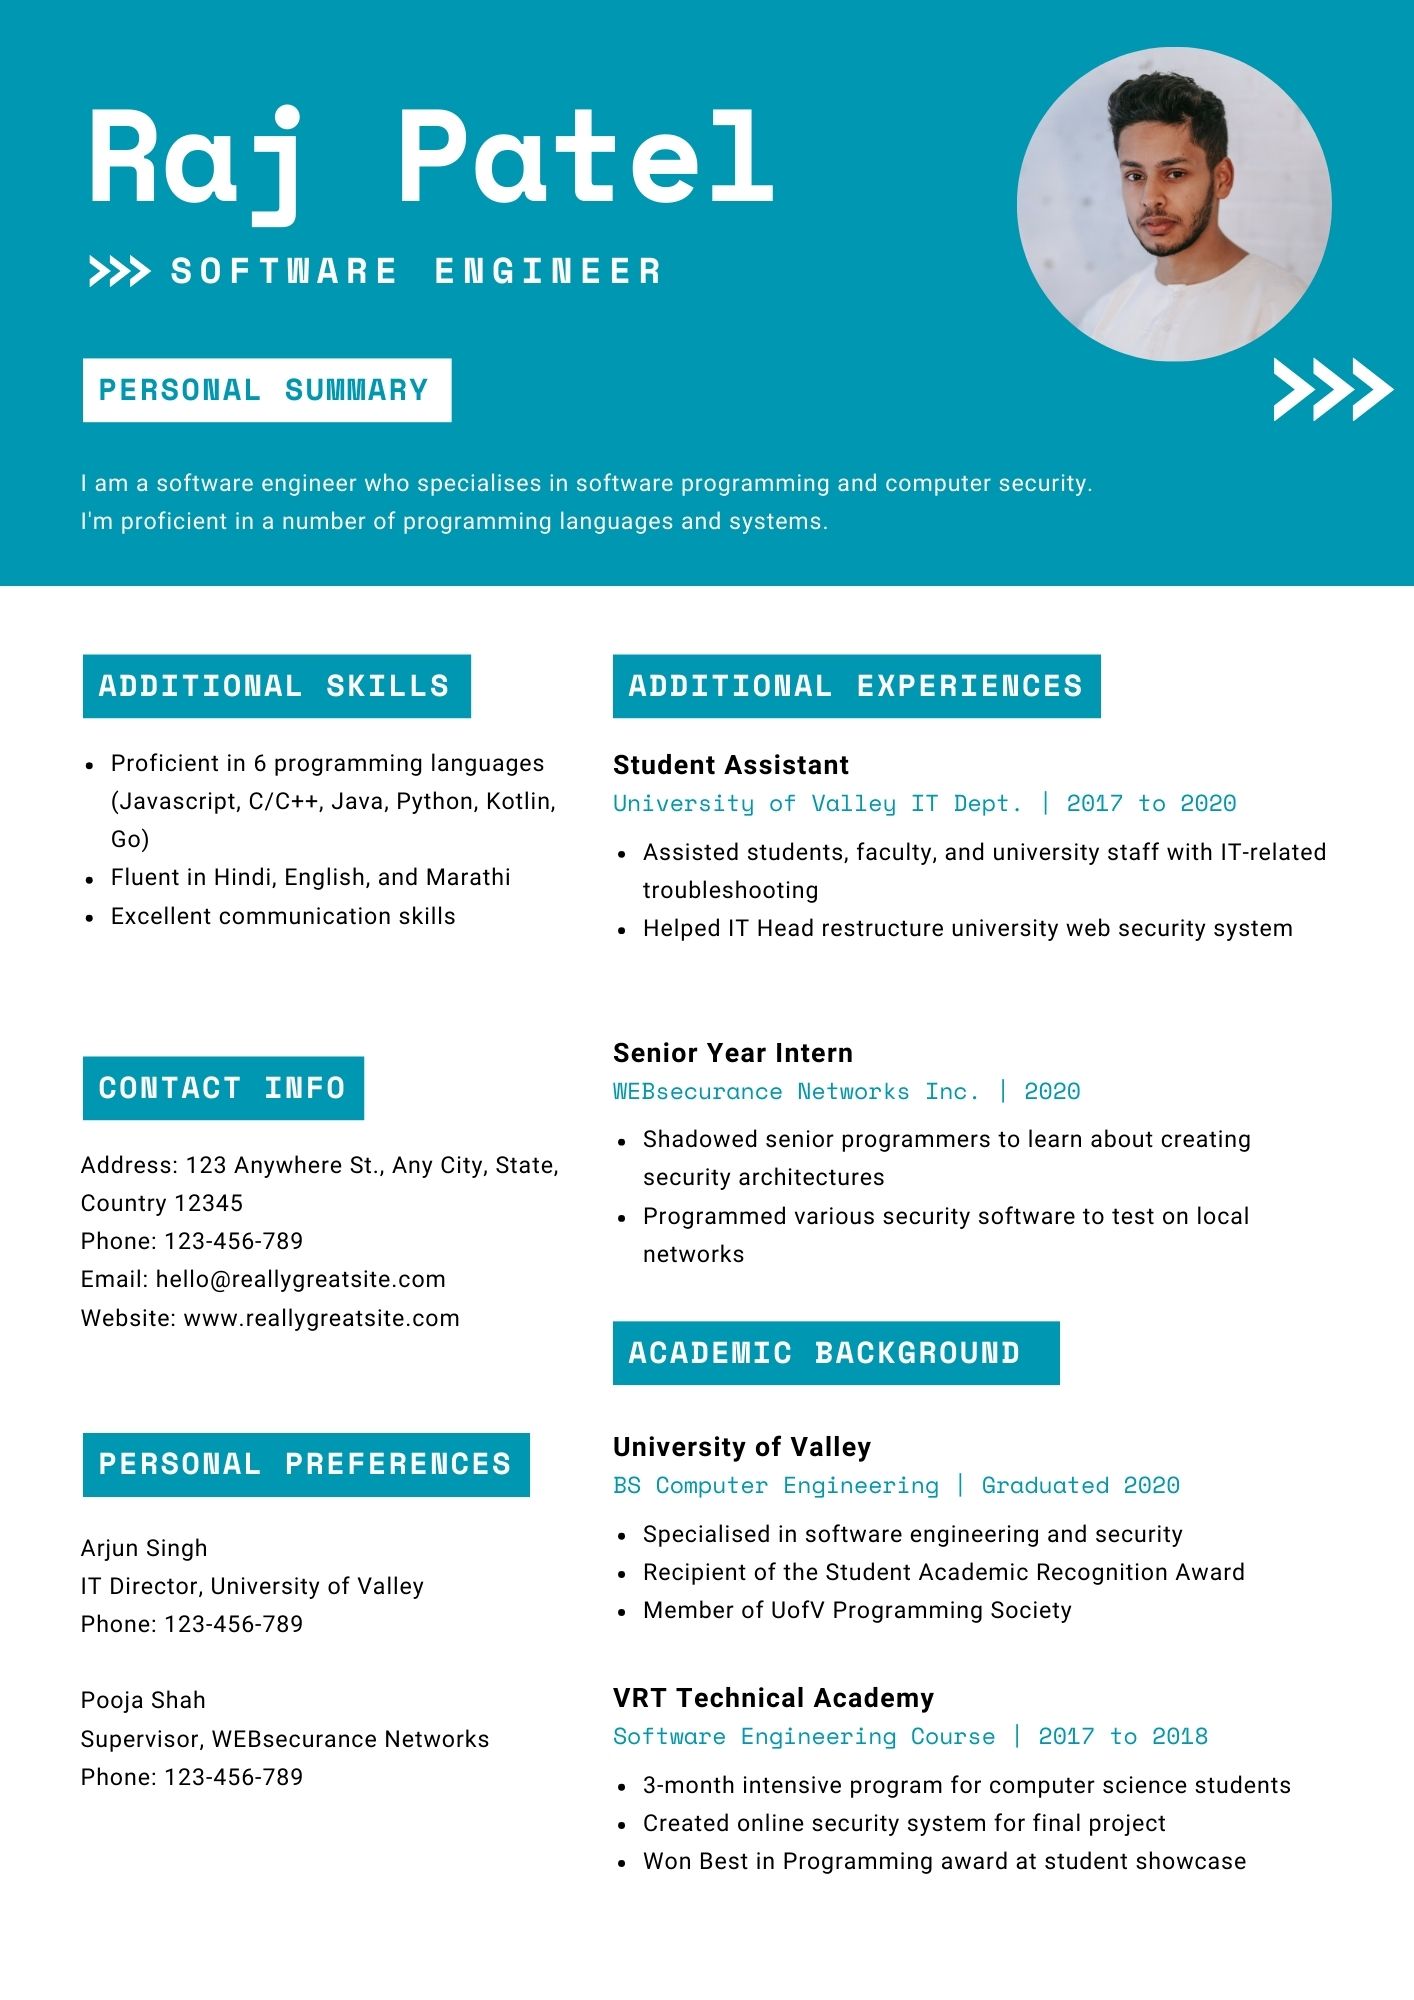 Raj Patel
SOFTWARE ENGINEER
PERSONAL SUMMARY
I am a software engineer who specialises in software programming and computer security.
I'm proficient in a number of programming languages and systems.
ADDITIONAL SKILLS
• Proficient in 6 programming languages
(Javascript, C/C++, Java, Python, Kotlin,
Go)
• Fluent in Hindi, English, and Marathi
• Excellent communication skills
CONTACT INFO
Address: 123 Anywhere St., Any City, State,
Country 12345
Phone: 123-456-789
Email: hello@reallygreatsite.com
Website: www.reallygreatsite.com
PERSONAL PREFERENCES
Arjun Singh
IT Director, University of Valley
Phone: 123-456-789
Pooja Shah
Supervisor, WEBsecurance Networks
Phone: 123-456-789
ADDITIONAL EXPERIENCES
Student Assistant
University of Valley IT Dept. | 2017 to 2020
• Assisted students, faculty, and university staff with IT-related
troubleshooting
• Helped IT Head restructure university web security system
Senior Year Intern
WEBsecurance Networks Inc. | 2020
• Shadowed senior programmers to learn about creating
security architectures
• Programmed various security software to test on local
networks
ACADEMIC BACKGROUND
University of Valley
BS Computer Engineering | Graduated 2020
• Specialised in software engineering and security
• Recipient of the Student Academic Recognition Award
• Member of UofV Programming Society
VRT Technical Academy
Software Engineering Course | 2017 to 2018
• 3-month intensive program for computer science students
• Created online security system for final project
• Won Best in Programming award at student showcase